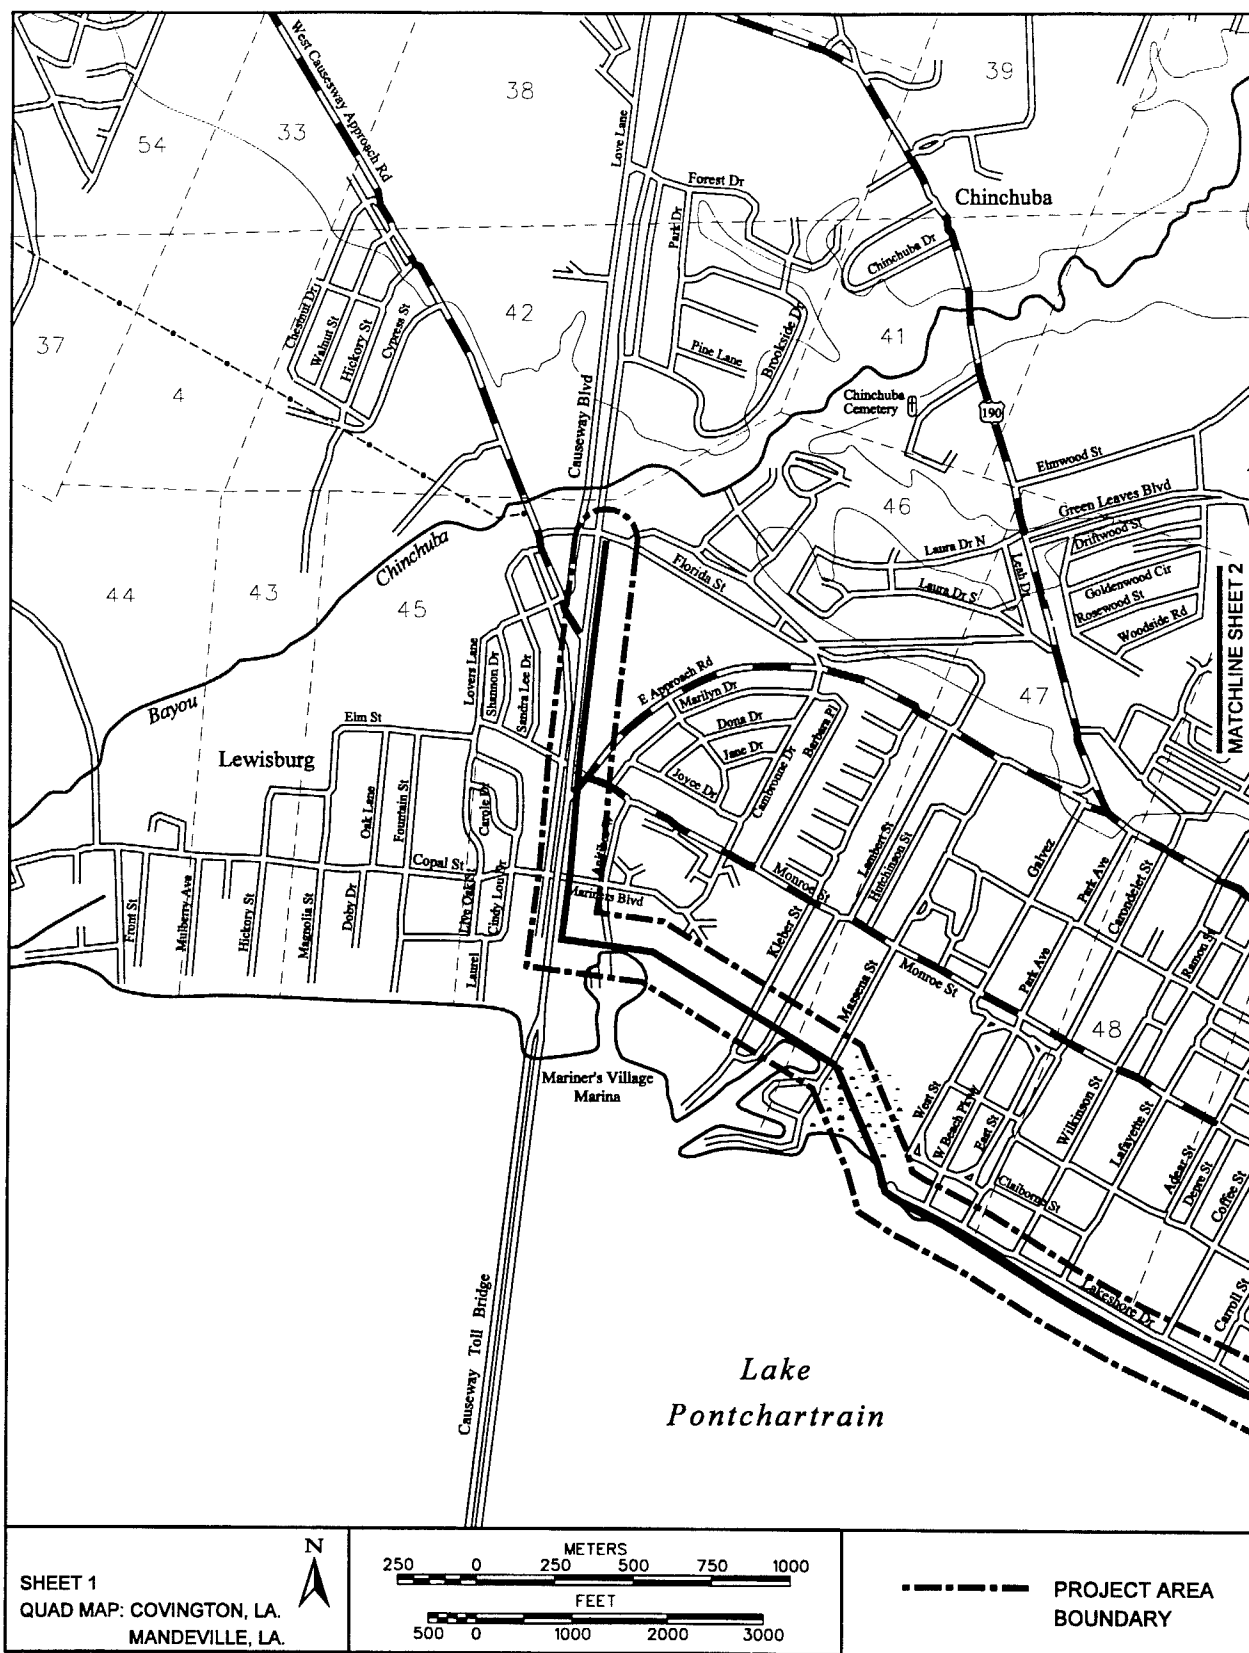 West Causeway Approach Rd
38
39
33
54
Love Lane
Forest Dr
Chinchuba
Park Dr
Chinchuba Dr
Chestnut Dr
Walnut St
Hickory St
Cypress St
42
41
37
4
Pine Lane
Brookside Dr
Causeway Blvd
Chinchuba
Cemetery
190
Elmwood St
Green Leaves Blvd
46
Driftwood St
Laura Dr N
Leah Dr
Goldenwood Cir
Laura Dr S
Rosewood St
Woodside Rd
Chinchuba
Florida St
44
43
45
MATCHLINE SHEET 2
Lovers Lane
Shannon Dr
Sandra Lee Dr
E Approach Rd
Marilyn Dr
47
Bayou
Elm St
Dona Dr
Barbara Pl
Jane Dr
Lewisburg
Joyce Dr
Cambronne Dr
Oak Lane
Fountain St
Carole Dr
Lambert St
Hutchinson St
Galvez
Park Ave
Carondelet St
Copal St
Monroe St
Mariners Blvd
Front St
Mulberry Ave
Hickory St
Magnolia St
Doby Dr
Live Oak St
Cindy Lou Dr
Kleber St
Ramon St
Laurel
Massena St
Monroe St
Park Ave
48
Mariner's Village
Marina
West St
W Beach Pkwy
East St
Wilkinson St
Lafayette St
Adear St
Depre St
Coffee St
Claiborne St
Lakeshore Dr
Carroll St
Causeway Toll Bridge
Lake
Pontchartrain
SHEET 1
QUAD MAP: COVINGTON, LA.
MANDEVILLE, LA.
N
METERS
250 0 250 500 750 1000
FEET
500 0 1000 2000 3000
PROJECT AREA
BOUNDARY